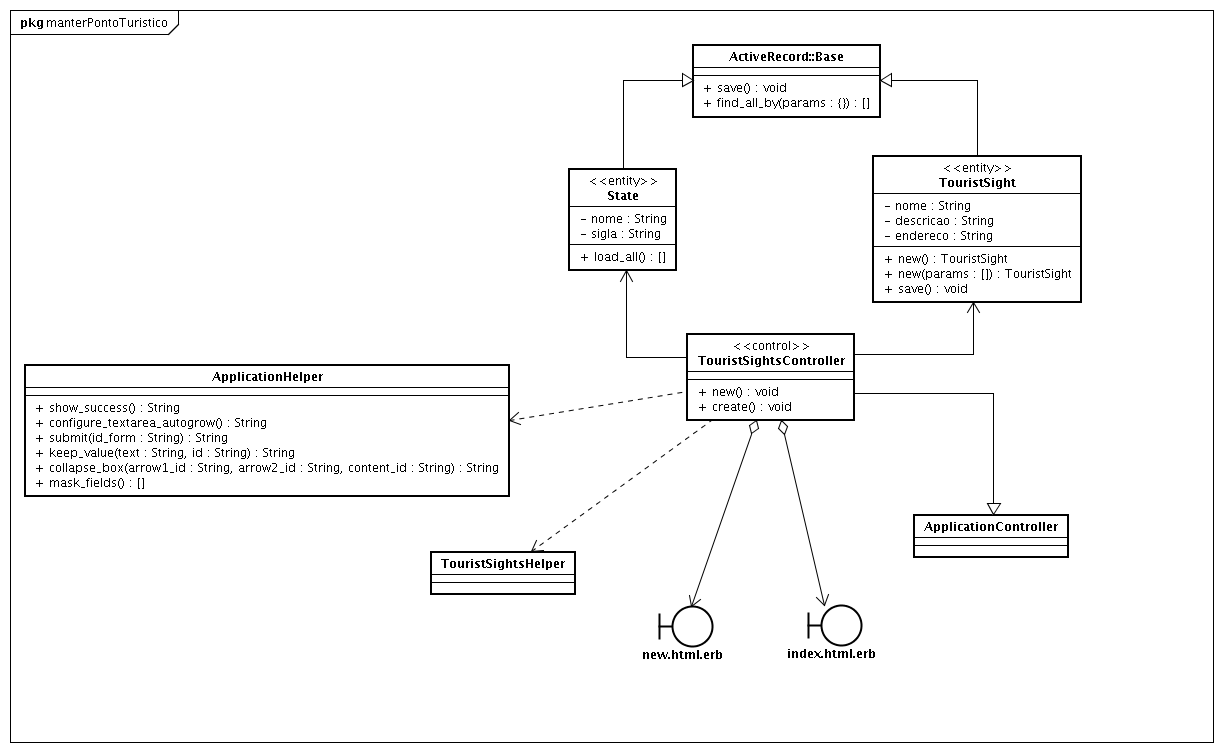 pkg manterPontoTuristico
ActiveRecord::Base
+ save() : void
+ find_all_by(params : {}) : []
<<entity>>
State
- nome : String
- sigla : String
+ load_all() : []
<<entity>>
TouristSight
- nome : String
- descricao : String
- endereco : String
+ new() : TouristSight
+ new(params : []) : TouristSight
+ save() : void
<<control>>
TouristSightsController
+ new() : void
+ create() : void
ApplicationHelper
+ show_success() : String
+ configure_textarea_autogrow() : String
+ submit(id_form : String) : String
+ keep_value(text : String, id : String) : String
+ collapse_box(arrow1_id : String, arrow2_id : String, content_id : String) : String
+ mask_fields() : []
ApplicationController
TouristSightsHelper
new.html.erb
index.html.erb